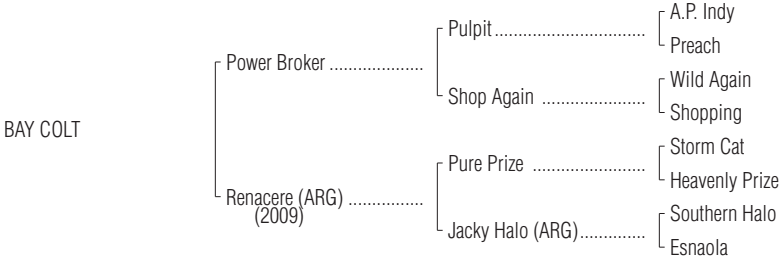 A.P. Indy
Pulpit..............................
Preach
Power Broker ...................
Wild Again
Shop Again .....................
Shopping
BAY COLT
Storm Cat
Pure Prize .......................
Heavenly Prize
Renacere (ARG) ...............
(2009)
Southern Halo
Jacky Halo (ARG).............
Esnaola